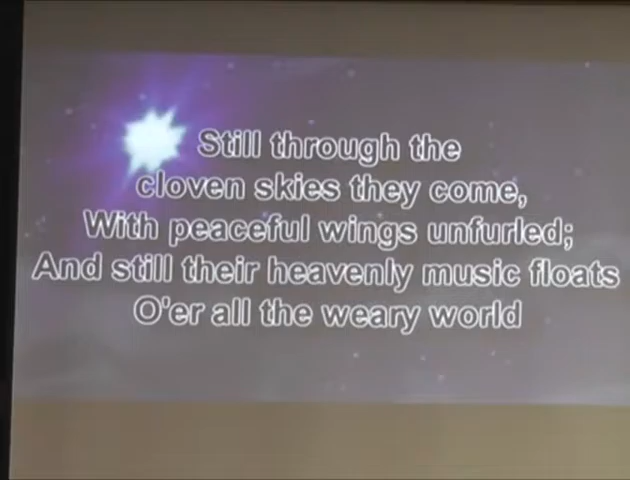 Still through the
cloven skies they come,
With peaceful wings unfurled;
And still their heavenly music floats
O'er all the weary world